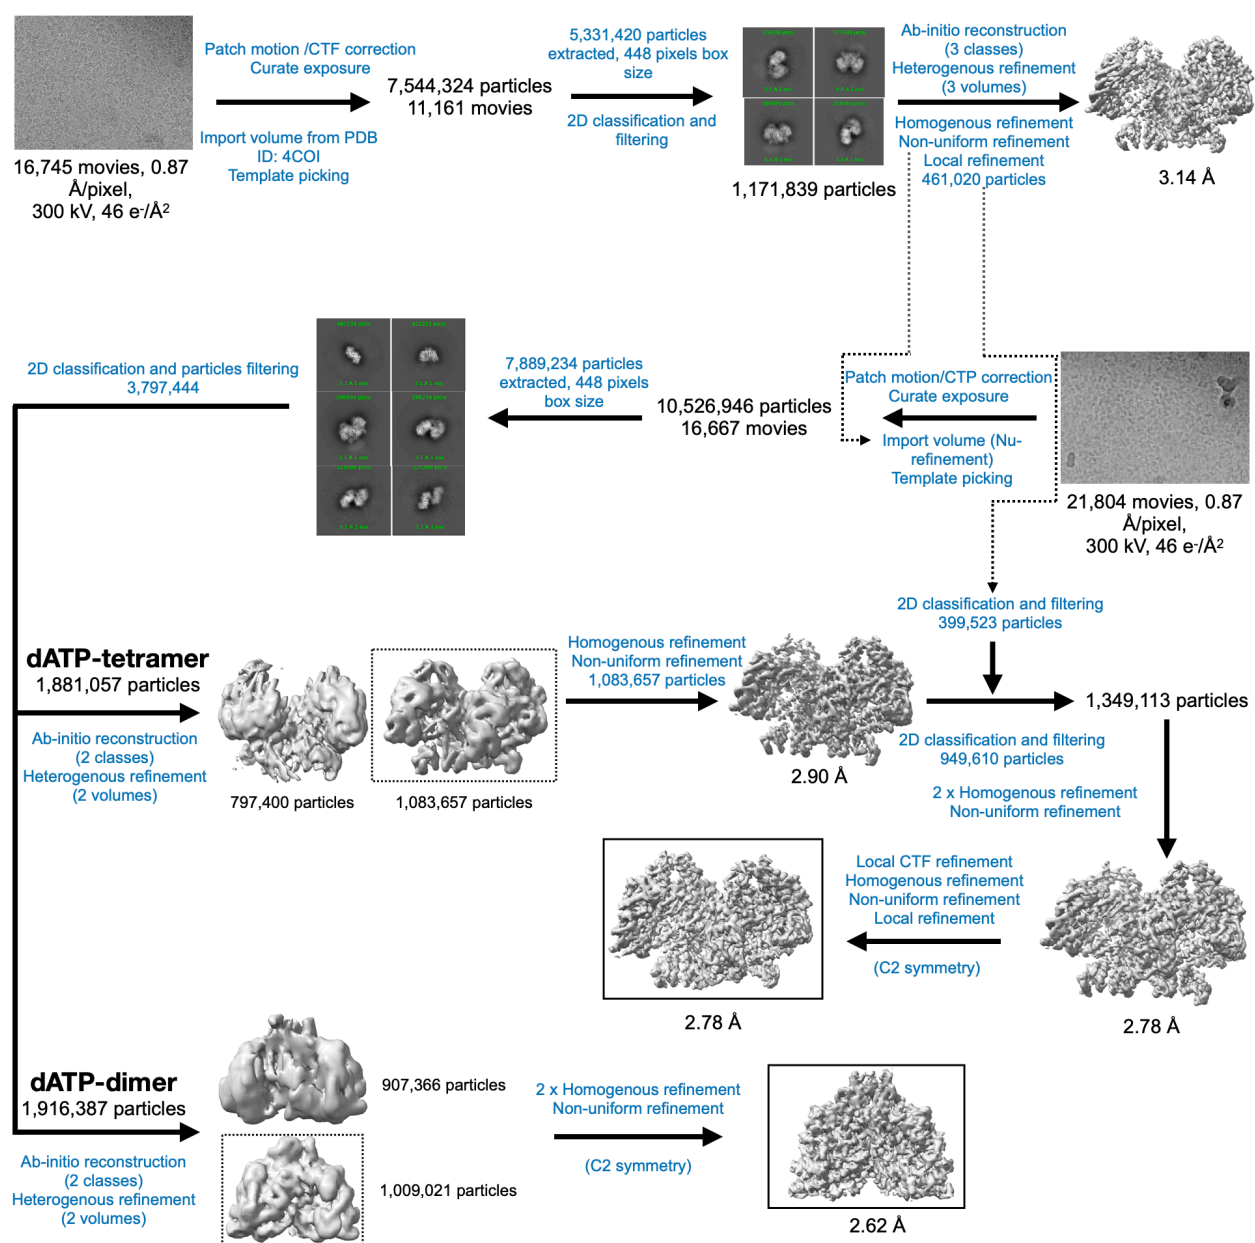 Patch motion /CTF correction
Curate exposure
Import volume from PDB
ID: 4COI
Template picking
16,745 movies, 0.87
Å/pixel,
300 kV, 46 e-/Å2
7,544,324 particles
11,161 movies
5,331,420 particles
extracted, 448 pixels box
size
2D classification and
filtering
1,171,839 particles
Ab-initio reconstruction
(3 classes)
Heterogenous refinement
(3 volumes)
Homogenous refinement
Non-uniform refinement
Local refinement
461,020 particles
3.14 Å
2D classification and particles filtering
3,797,444
7,889,234 particles
extracted, 448 pixels
box size
10,526,946 particles
16,667 movies
Patch motion/CTP correction
Curate exposure
Import volume (Nu-
refinement)
Template picking
21,804 movies, 0.87
Å/pixel,
300 kV, 46 e-/Å2
2D classification and filtering
399,523 particles
dATP-tetramer
1,881,057 particles
Ab-initio reconstruction
(2 classes)
Heterogenous refinement
(2 volumes)
797,400 particles
1,083,657 particles
Homogenous refinement
Non-uniform refinement
1,083,657 particles
2.90 Å
1,349,113 particles
2D classification and filtering
949,610 particles
2 x Homogenous refinement
Non-uniform refinement
Local CTF refinement
Homogenous refinement
Non-uniform refinement
Local refinement
(C2 symmetry)
2.78 Å
2.78 Å
dATP-dimer
1,916,387 particles
Ab-initio reconstruction
(2 classes)
Heterogenous refinement
(2 volumes)
907,366 particles
1,009,021 particles
2 x Homogenous refinement
Non-uniform refinement
(C2 symmetry)
2.62 Å